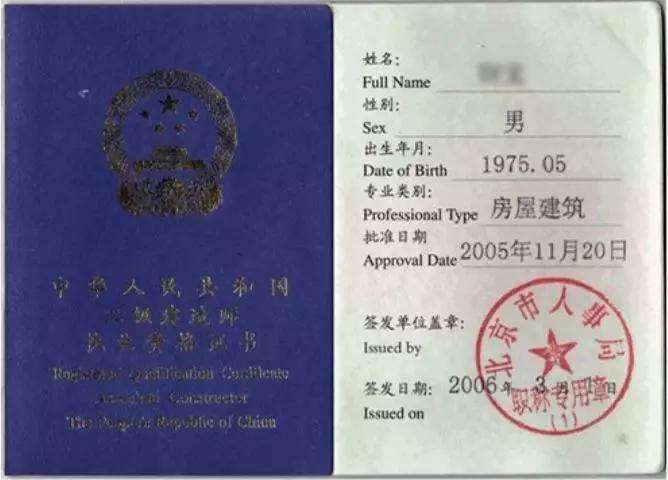 中华人民共和国
二级建造师
执业资格证书
Qualification Certificate
Constructor
The People's Republic of China
姓名:
Full Name
性别:
Sex 男
出生年月:
Date of Birth 1975.05
专业类别:
Professional Type 房屋建筑
批准日期
Approval Date 2005年11月20日
签发单位盖章:
Issued by
签发日期: 2006年 3月 1日
Issued on
北京市人事局
职称专用章
(1)